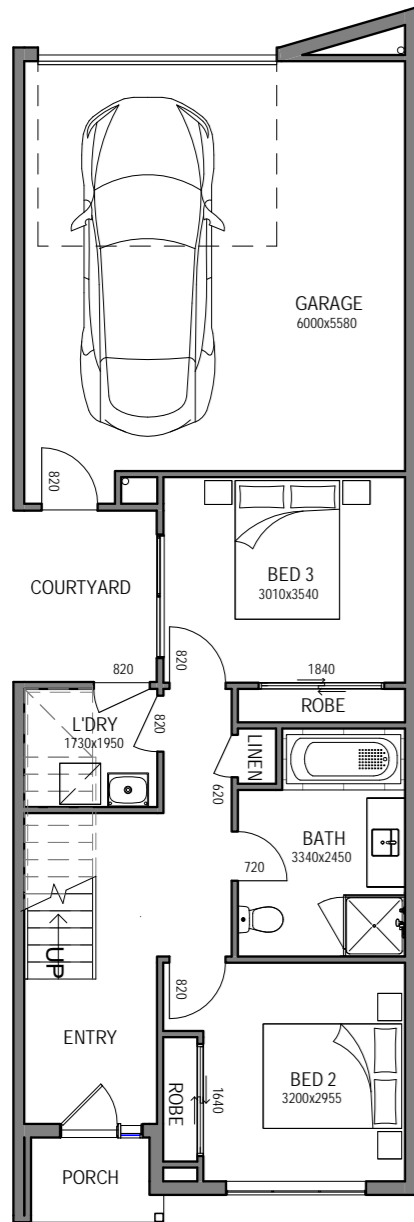 GARAGE
6000x5580
820
COURTYARD
BED 3
3010x3540
820
820
1840
ROBE
L'DRY
1730x1950
820
LINEN
620
BATH
3340x2450
720
UP
820
ENTRY
ROBE
1640
BED 2
3200x2955
PORCH